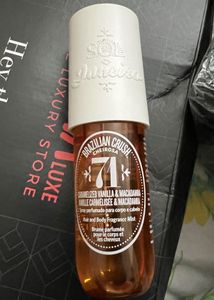 SOL
de
Janeiro
Hey th
LUXE
LUXURY STORE
BRAZILIAN CRUSH
CHEIROSA
71
CARAMELIZED VANILLA & MACADAMIA
VANILLE CARAMÉLISÉE & MACADAMIA
Hair and Body Fragrance Mist
Brume parfumée
pour le corps et
les cheveux